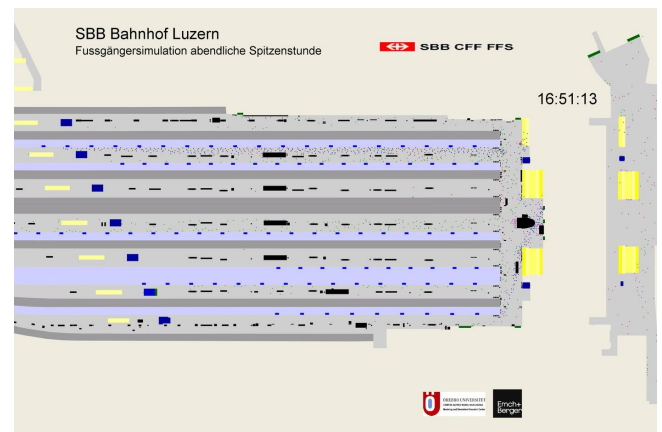 SBB Bahnhof Luzern
Fussgängersimulation abendliche Spitzenstunde
SBB CFF FFS
16:51:13
ÖREBRO UNIVERSITET
Emch+
Berger